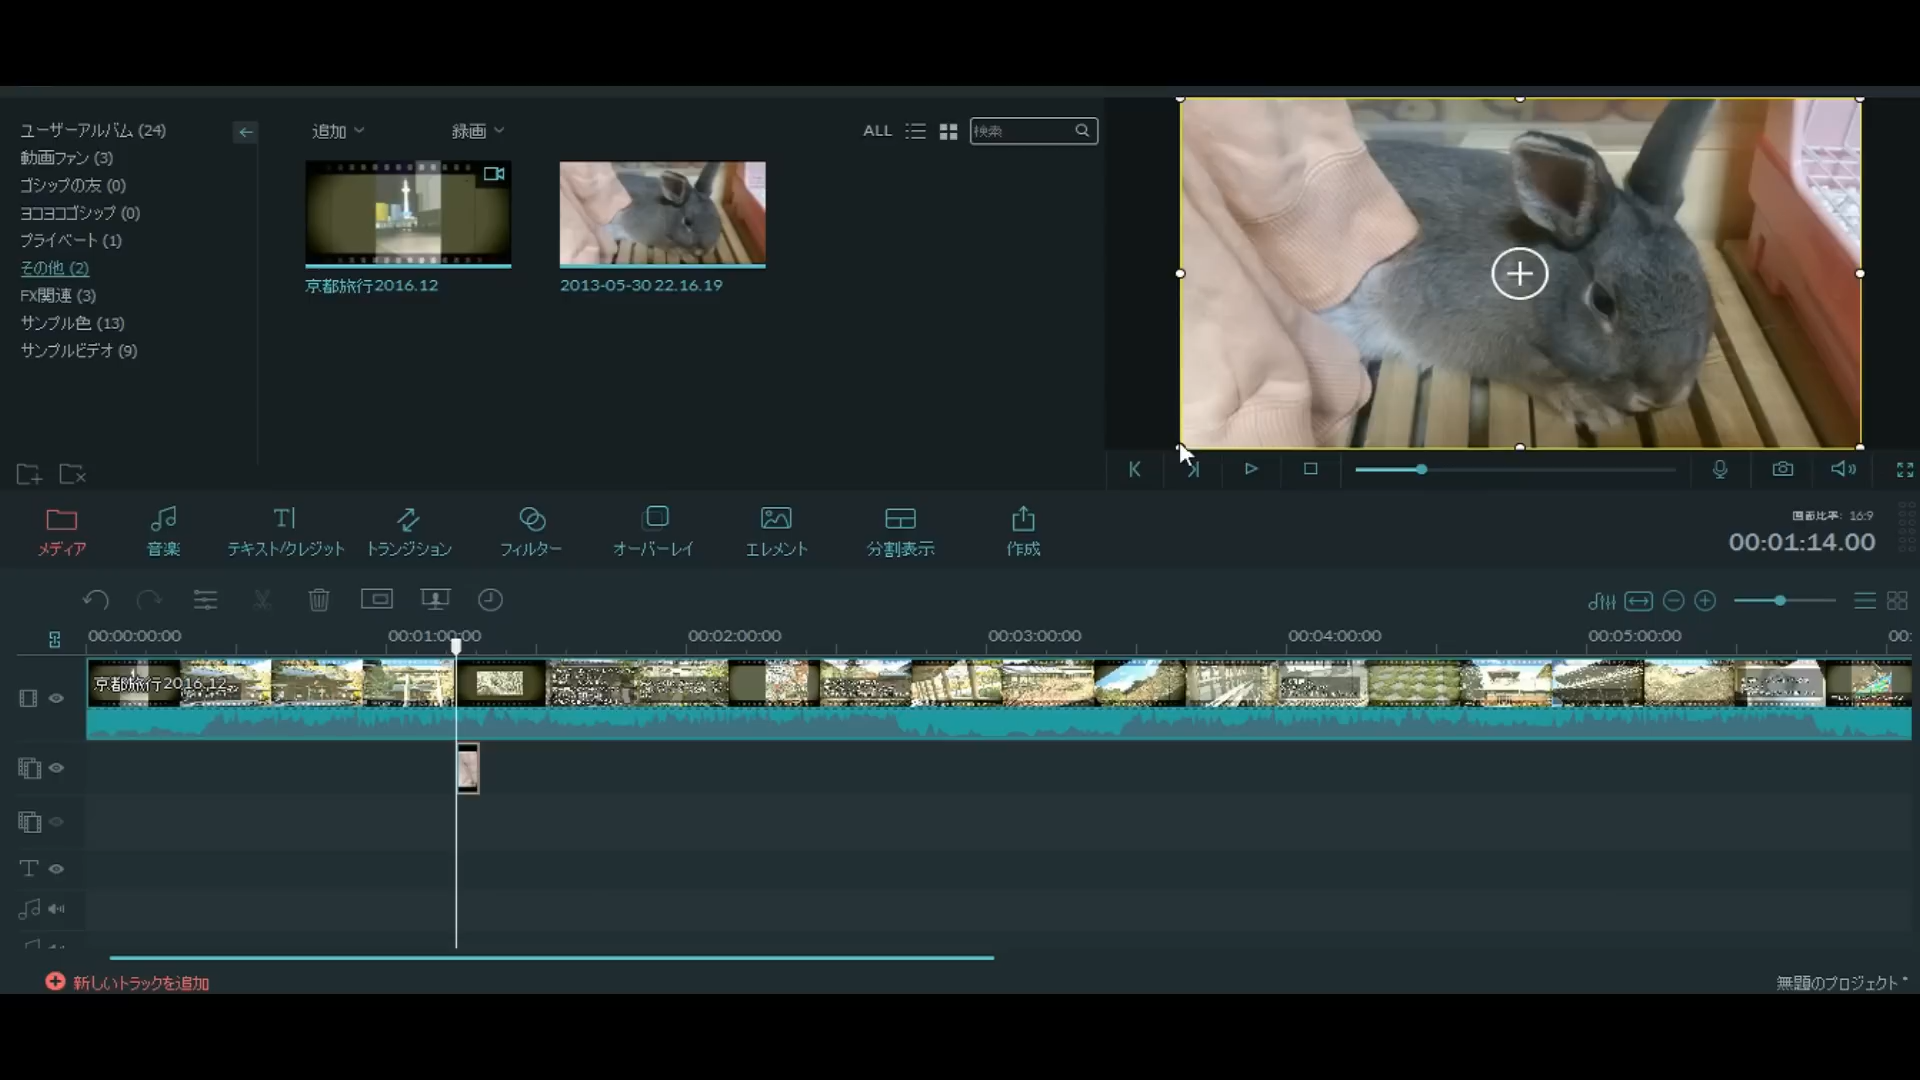 ユーザーアルバム (24)
動画ファン (3)
ゴシップの友 (0)
ヨコヨコゴシップ (0)
プライベート (1)
その他 (2)
FX関連 (3)
サンプル色 (13)
サンプルビデオ (9)
追加
録画
ALL
検索
京都旅行2016.12
2013-05-30 22.16.19
メディア
音楽
テキスト/クレジット
トランジション
フィルター
オーバーレイ
エレメント
分割表示
作成
画面比率: 16:9
00:01:14.00
00:00:00:00
00:01:00:00
00:02:00:00
00:03:00:00
00:04:00:00
00:05:00:00
00:
京都旅行2016.12
新しいトラックを追加
無題のプロジェクト *